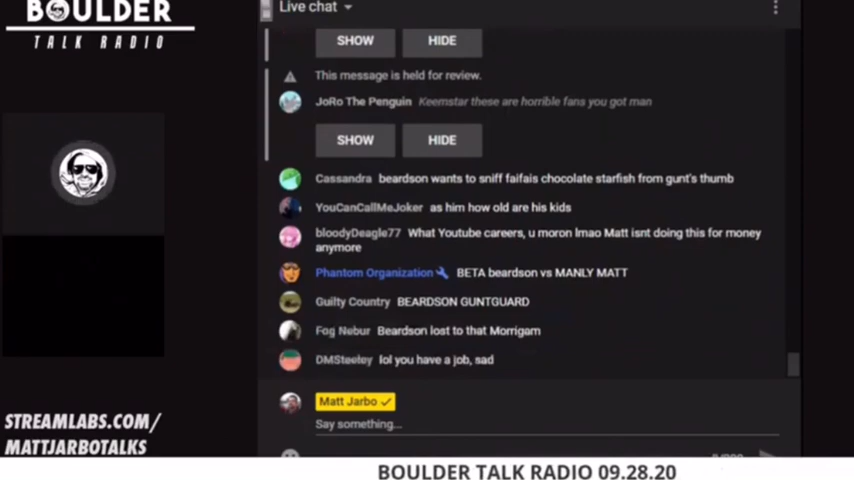 BOULDER
TALK RADIO
Live chat
SHOW HIDE
This message is held for review.
JoRo The Penguin Keemstar these are horrible fans you got man
SHOW HIDE
Cassandra beardson wants to sniff faifais chocolate starfish from gunt's thumb
YouCanCallMeJoker as him how old are his kids
bloodyDeagle77 What Youtube careers, u moron lmao Matt isnt doing this for money
anymore
Phantom Organization BETA beardson vs MANLY MATT
Guilty Country BEARDSON GUNTGUARD
Fog Nebur Beardson lost to that Morrigam
DMSteeley lol you have a job, sad
Matt Jarbo
Say something...
STREAMLABS.COM/
MATTJARBOTALKS
BOULDER TALK RADIO 09.28.20